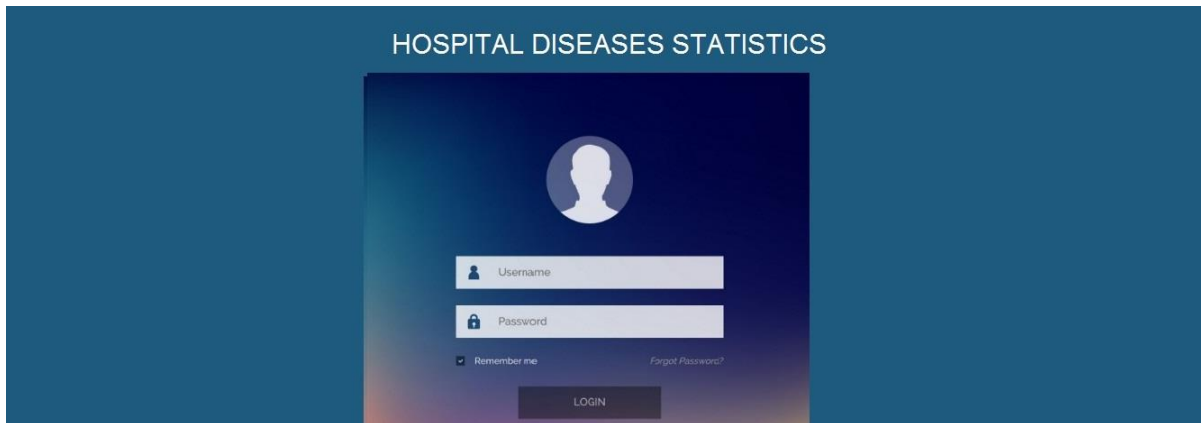 HOSPITAL DISEASES STATISTICS
Username
Password
Remember me Forgot Password?
LOGIN